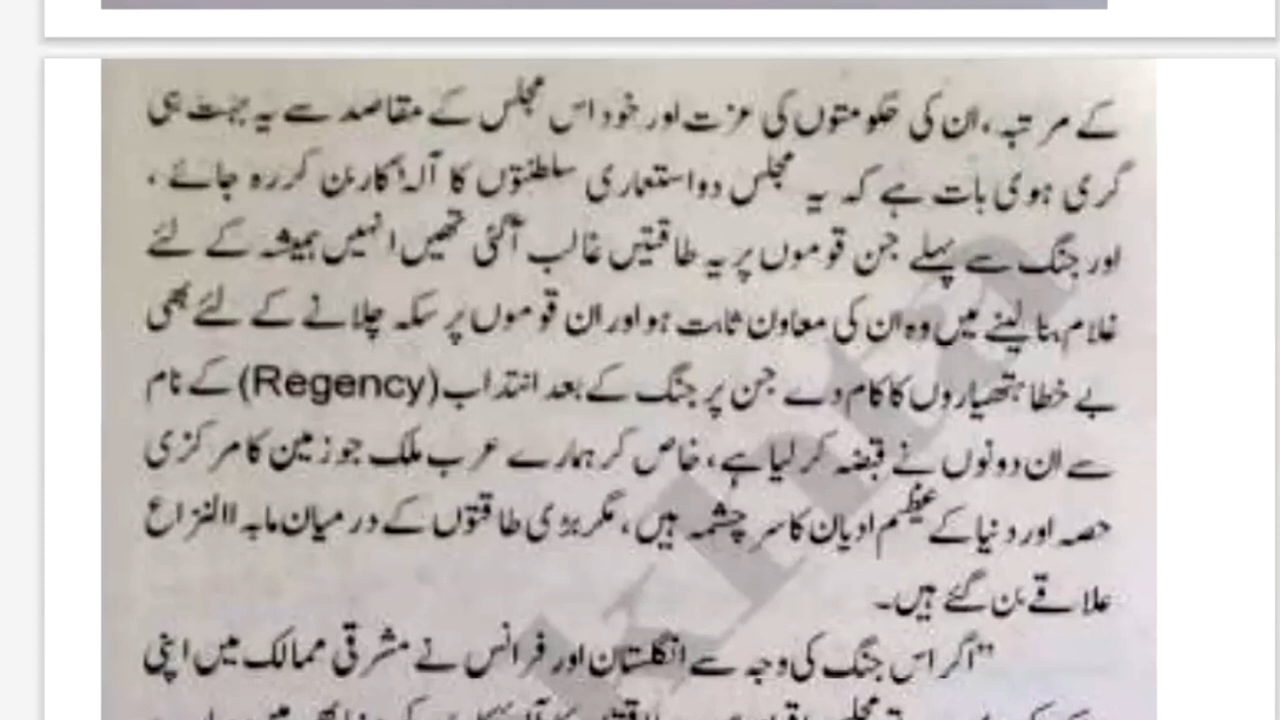 کے مرتبہ، ان کی حکومتوں کی عزت اور خود اس مجلس کے مقاصد سے یہ بہت ہی
گری ہوی بات ہے کہ یہ مجلس دو استعماری سلطنتوں کا آلہ کار بن کر رہ جائے ،
اور جنگ سے پہلے جن قوموں پر یہ طاقتیں غالب آگئی تھیں انہیں ہمیشہ کے لئے
غلام بنا لینے میں وہ ان کی معاون ثابت ہو اور ان قوموں پر سکہ چلانے کے لئے بھی
بے خطا ہتھیاروں کا کام دے جن پر جنگ کے بعد انتداب (Regency) کے نام
سے ان دونوں نے قبضہ کر لیا ہے، خاص کر ہمارے عرب ملک جو زمین کا مرکزی
حصہ اور دنیا کے عظیم ادیان کا سرچشمہ ہیں، مگر بڑی طاقتوں کے درمیان مابہ االنزاع
علاقے بن گئے ہیں۔
"اگر اس جنگ کی وجہ سے انگلستان اور فرانس نے مشرقی ممالک میں اپنی